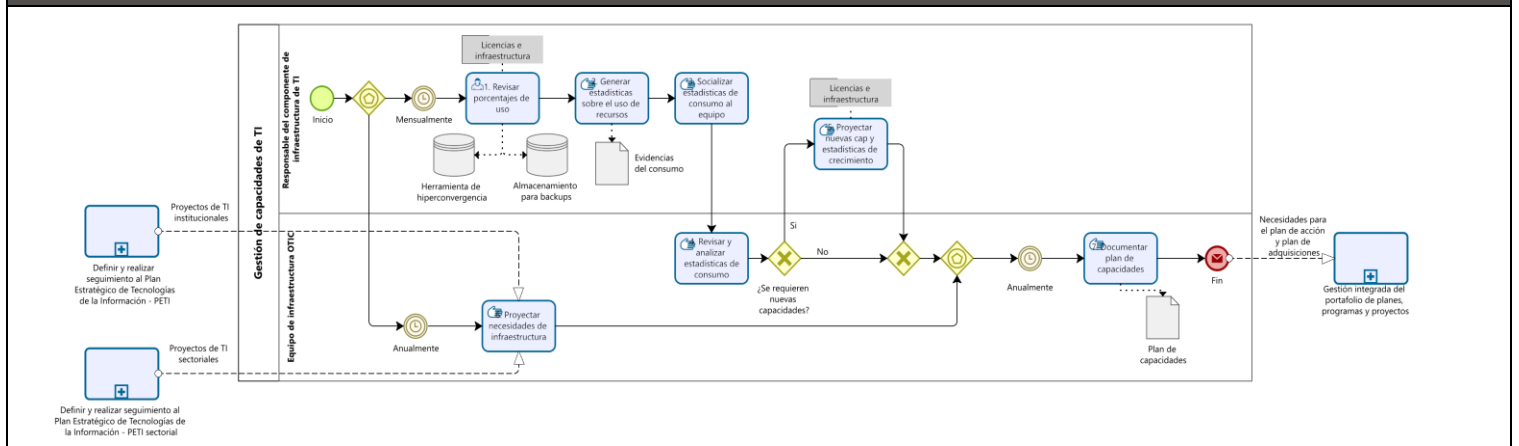 Gestión de capacidades de TI
Responsable del componente de
infraestructura de TI
Inicio
Mensualmente
Licencias e
infraestructura
1. Revisar
porcentajes de
uso
Herramienta de
hiperconvergencia
Almacenamiento
para backups
Generar
estadísticas
sobre el uso de
recursos
Evidencias
del consumo
Socializar
estadísticas de
consumo al
equipo
Licencias e
infraestructura
Proyectar
nuevas cap y
estadísticas de
crecimiento
Equipo de infraestructura OTIC
Revisar y
analizar
estadísticas de
consumo
Si
No
¿Se requieren
nuevas
capacidades?
Anualmente
Documentar
plan de
capacidades
Plan de
capacidades
Fin
Anualmente
Proyectar
necesidades de
infraestructura
Proyectos de TI
institucionales
Definir y realizar
seguimiento al Plan
Estratégico de Tecnologías
de la Información - PETI
Proyectos de TI
sectoriales
Definir y realizar seguimiento al
Plan Estratégico de Tecnologías de
la Información - PETI sectorial
Necesidades para
el plan de acción
y plan de
adquisiciones
Gestión integrada del
portafolio de planes,
programas y proyectos